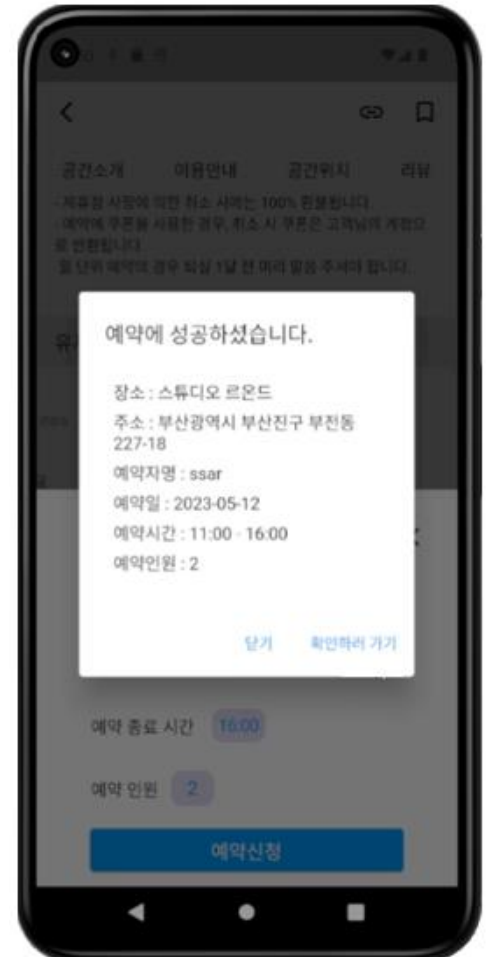 공간소개 이용안내 공간위치 리뷰
- 제휴점 사정에 의한 취소 시에는 100% 환불됩니다.
- 예약에 쿠폰을 사용한 경우, 취소 시 쿠폰은 고객님의 계정으
로 반환됩니다.
월 단위 예약의 경우 퇴실 1달 전 미리 말씀 주셔야 합니다.
예약에 성공하셨습니다.
장소 : 스튜디오 르온드
주소 : 부산광역시 부산진구 부전동
227-18
예약자명 : ssar
예약일 : 2023-05-12
예약시간 : 11:00 - 16:00
예약인원 : 2
닫기 확인하러 가기
예약 종료 시간 16:00
예약 인원 2
예약신청